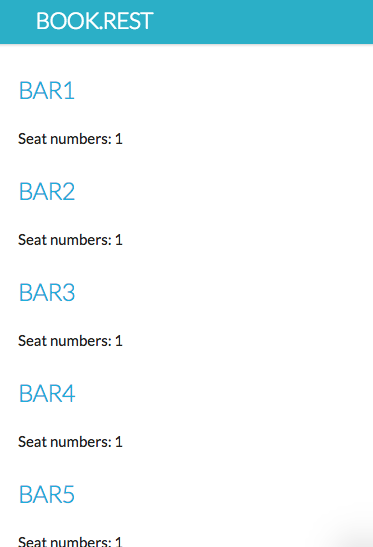 BOOK.REST
BAR1
Seat numbers: 1
BAR2
Seat numbers: 1
BAR3
Seat numbers: 1
BAR4
Seat numbers: 1
BAR5
Seat numbers: 1